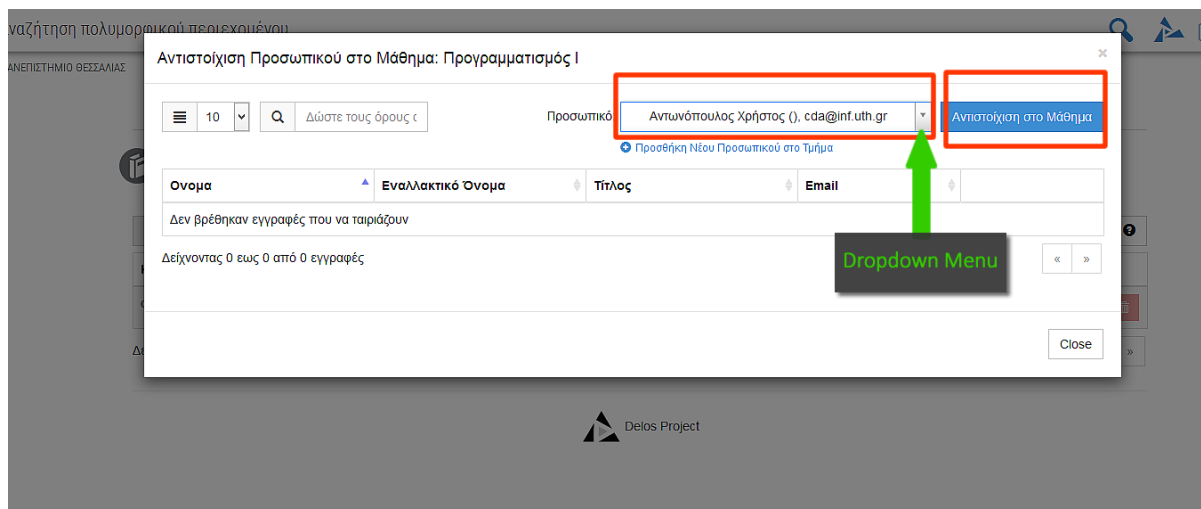 ναζήτηση πολυμορφικού περιεχομένου
ΑΝΕΠΙΣΤΗΜΙΟ ΘΕΣΣΑΛΙΑΣ
Αντιστοίχιση Προσωπικού στο Μάθημα: Προγραμματισμός Ι
×
10
Δώστε τους όρους
Προσωπικό
Αντωνόπουλος Χρήστος (), cda@inf.uth.gr
Αντιστοίχιση στο Μάθημα
Προσθήκη Νέου Προσωπικού στο Τμήμα
Ονομα
Εναλλακτικό Όνομα
Τίτλος
Email
Δεν βρέθηκαν εγγραφές που να ταιριάζουν
Δείχνοντας 0 εως 0 από 0 εγγραφές
« »
Dropdown Menu
Close
»
Delos Project